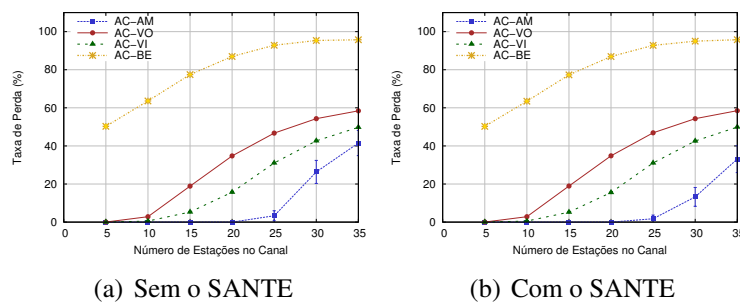 AC−AM
AC−VO
AC−VI
AC−BE
100
80
60
40
20
0
Taxa de Perda (%)
0 5 10 15 20 25 30 35
Número de Estações no Canal
(a) Sem o SANTE
AC−AM
AC−VO
AC−VI
AC−BE
100
80
60
40
20
0
Taxa de Perda (%)
0 5 10 15 20 25 30 35
Número de Estações no Canal
(b) Com o SANTE